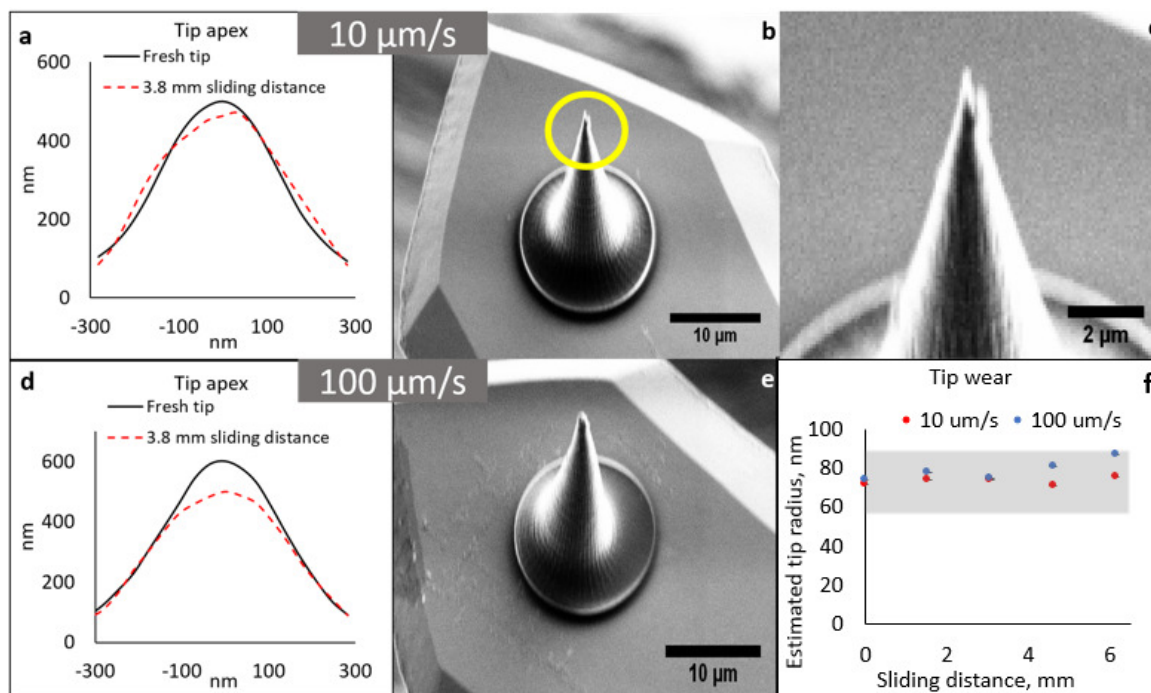 a
Tip apex
10 µm/s
Fresh tip
3.8 mm sliding distance
600
400
200
0
nm
-300 -100 100 300
nm
b
10 µm
2 µm
d
Tip apex
100 µm/s
Fresh tip
3.8 mm sliding distance
600
400
200
0
nm
-300 -100 100 300
nm
e
10 µm
Tip wear
f
10 um/s 100 um/s
100
80
60
40
20
0
Estimated tip radius, nm
0 2 4 6
Sliding distance, mm